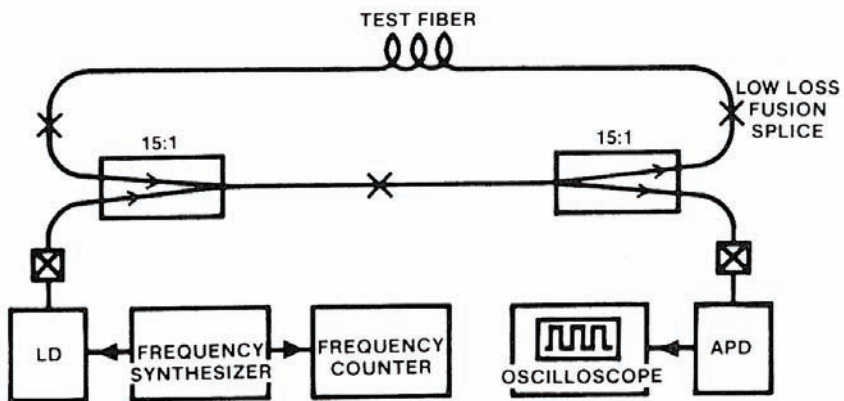 TEST FIBER
LOW LOSS
FUSION
SPLICE
15:1
15:1
LD
FREQUENCY
SYNTHESIZER
FREQUENCY
COUNTER
OSCILLOSCOPE
APD